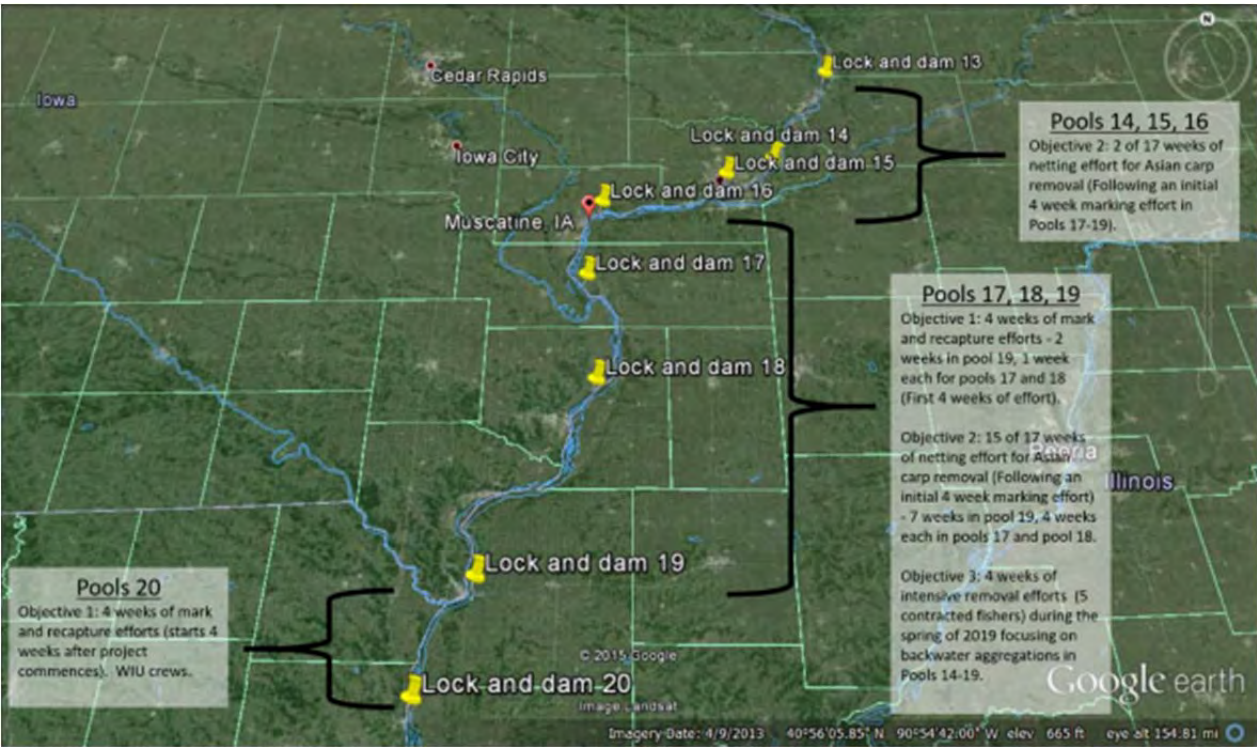 N
Lock and dam 13
Cedar Rapids
Iowa
Lock and dam 14
Iowa City
Lock and dam 15
Lock and dam 16
Muscatine, IA
Lock and dam 17
Lock and dam 18
Lock and dam 19
Lock and dam 20
Pools 14, 15, 16
Objective 2: 2 of 17 weeks of
netting effort for Asian carp
removal (Following an initial
4 week marking effort in
Pools 17-19).
Pools 17, 18, 19
Objective 1: 4 weeks of mark
and recapture efforts - 2
weeks in pool 19, 1 week
each for pools 17 and 18
(First 4 weeks of effort).
Objective 2: 15 of 17 weeks
of netting effort for Asian
carp removal (Following an
initial 4 week marking effort)
- 7 weeks in pool 19, 4 weeks
each in pools 17 and pool 18.
Objective 3: 4 weeks of
intensive removal efforts (5
contracted fishers) during the
spring of 2019 focusing on
backwater aggregations in
Pools 14-19.
Peoria
Illinois
Pools 20
Objective 1: 4 weeks of mark
and recapture efforts (starts 4
weeks after project
commences). WIU crews.
© 2015 Google
Image Landsat
Google earth
Imagery Date: 4/9/2013 40°56'05.85" N 90°54'42.00" W elev 665 ft eye alt 154.81 mi